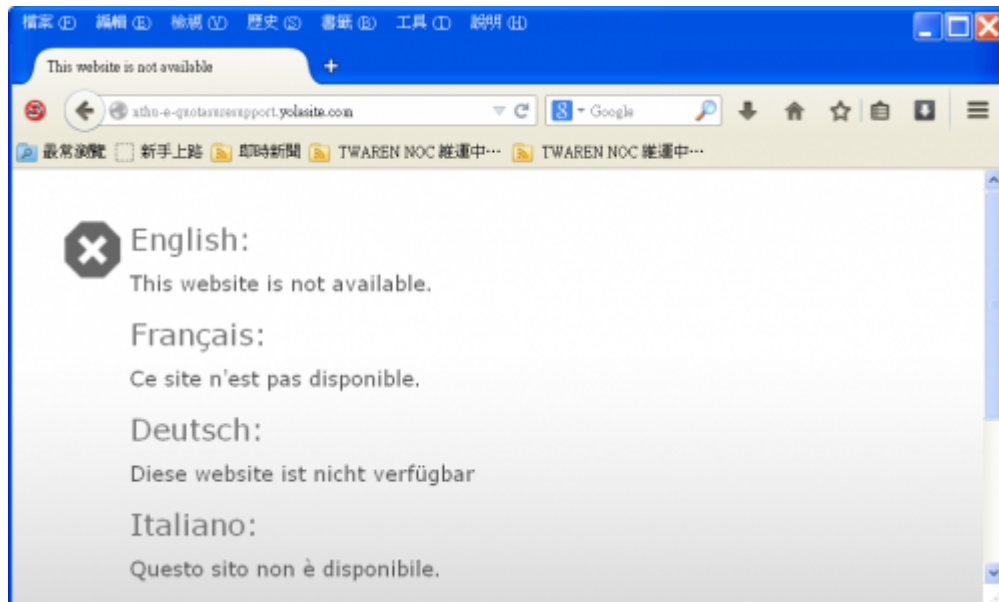 檔案(F) 編輯(E) 檢視(V) 歷史(S) 書籤(B) 工具(T) 說明(H)
This website is not available
.yolasite.com
Google
最常瀏覽 新手上路 即時新聞 TWAREN NOC 維運中… TWAREN NOC 維運中…
English:
This website is not available.
Français:
Ce site n'est pas disponible.
Deutsch:
Diese website ist nicht verfügbar
Italiano:
Questo sito non è disponibile.